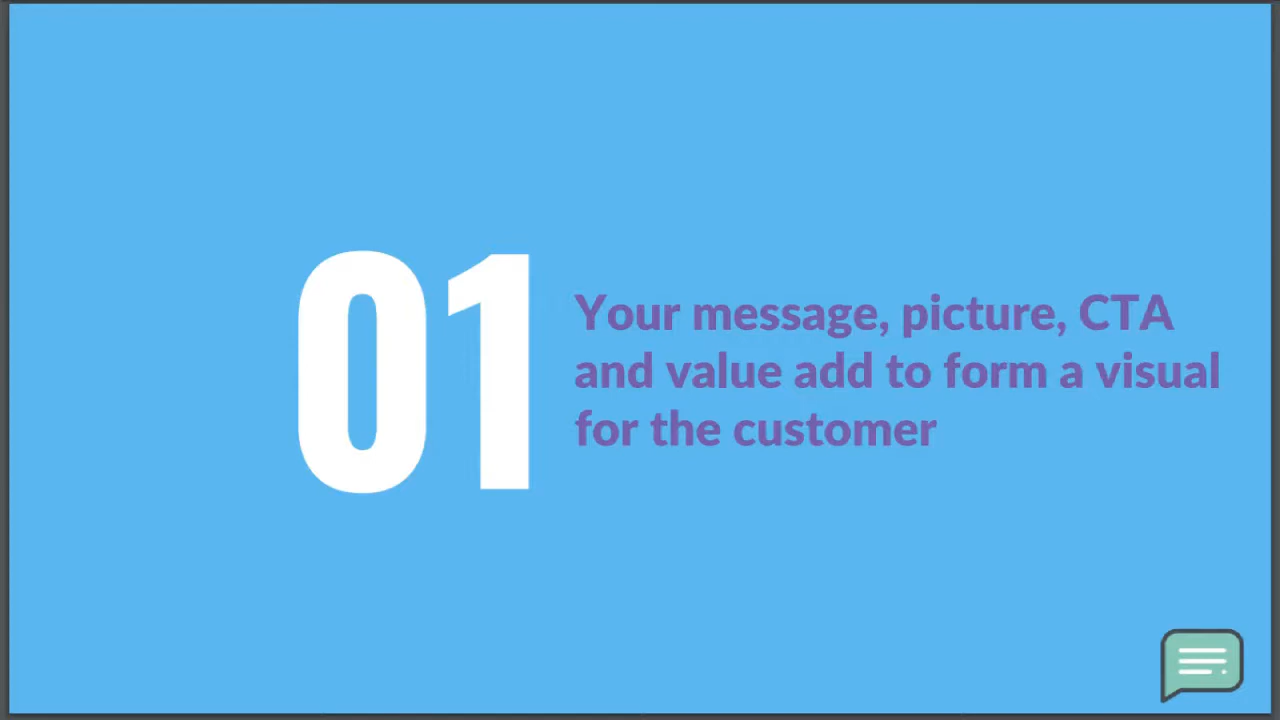 01
Your message, picture, CTA
and value add to form a visual
for the customer